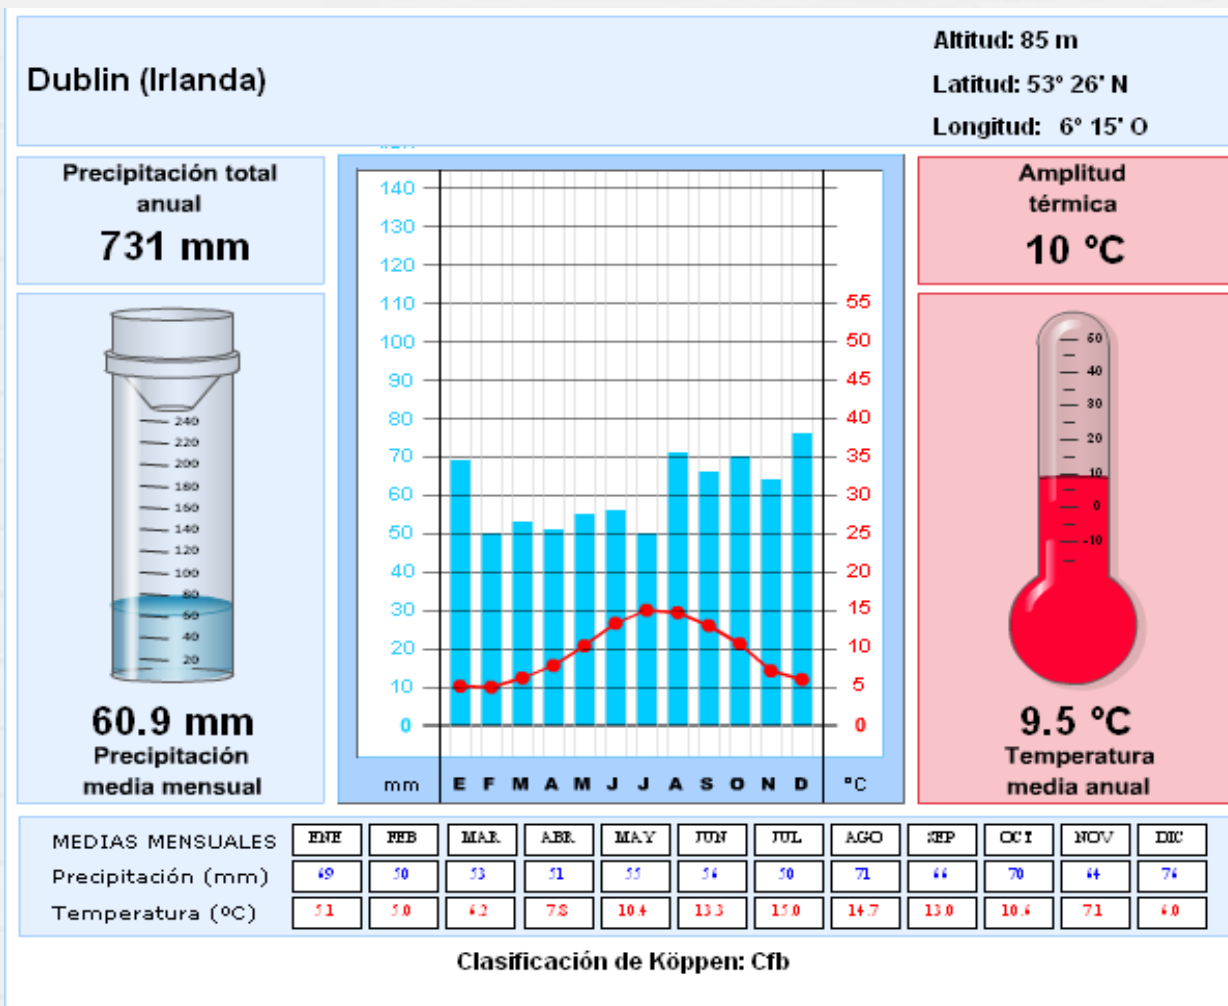 Dublin (Irlanda)
Altitud: 85 m
Latitud: 53° 26' N
Longitud: 6° 15' O
Precipitación total
anual
731 mm
240
220
200
180
160
140
120
100
80
60
40
20
60.9 mm
Precipitación
media mensual
140
130
120
110
100
90
80
70
60
50
40
30
20
10
0
55
50
45
40
35
30
25
20
15
10
5
0
mm E F M A M J J A S O N D °C
Amplitud
térmica
10 °C
50
40
30
20
10
0
-10
9.5 °C
Temperatura
media anual
MEDIAS MENSUALES ENE FEB MAR ABR MAY JUN JUL AGO SEP OCT NOV DIC
Precipitación (mm) 69 50 53 51 55 56 50 71 66 70 64 76
Temperatura (°C) 5.1 5.0 6.2 7.8 10.4 13.3 15.0 14.7 13.0 10.6 7.1 6.0
Clasificación de Köppen: Cfb